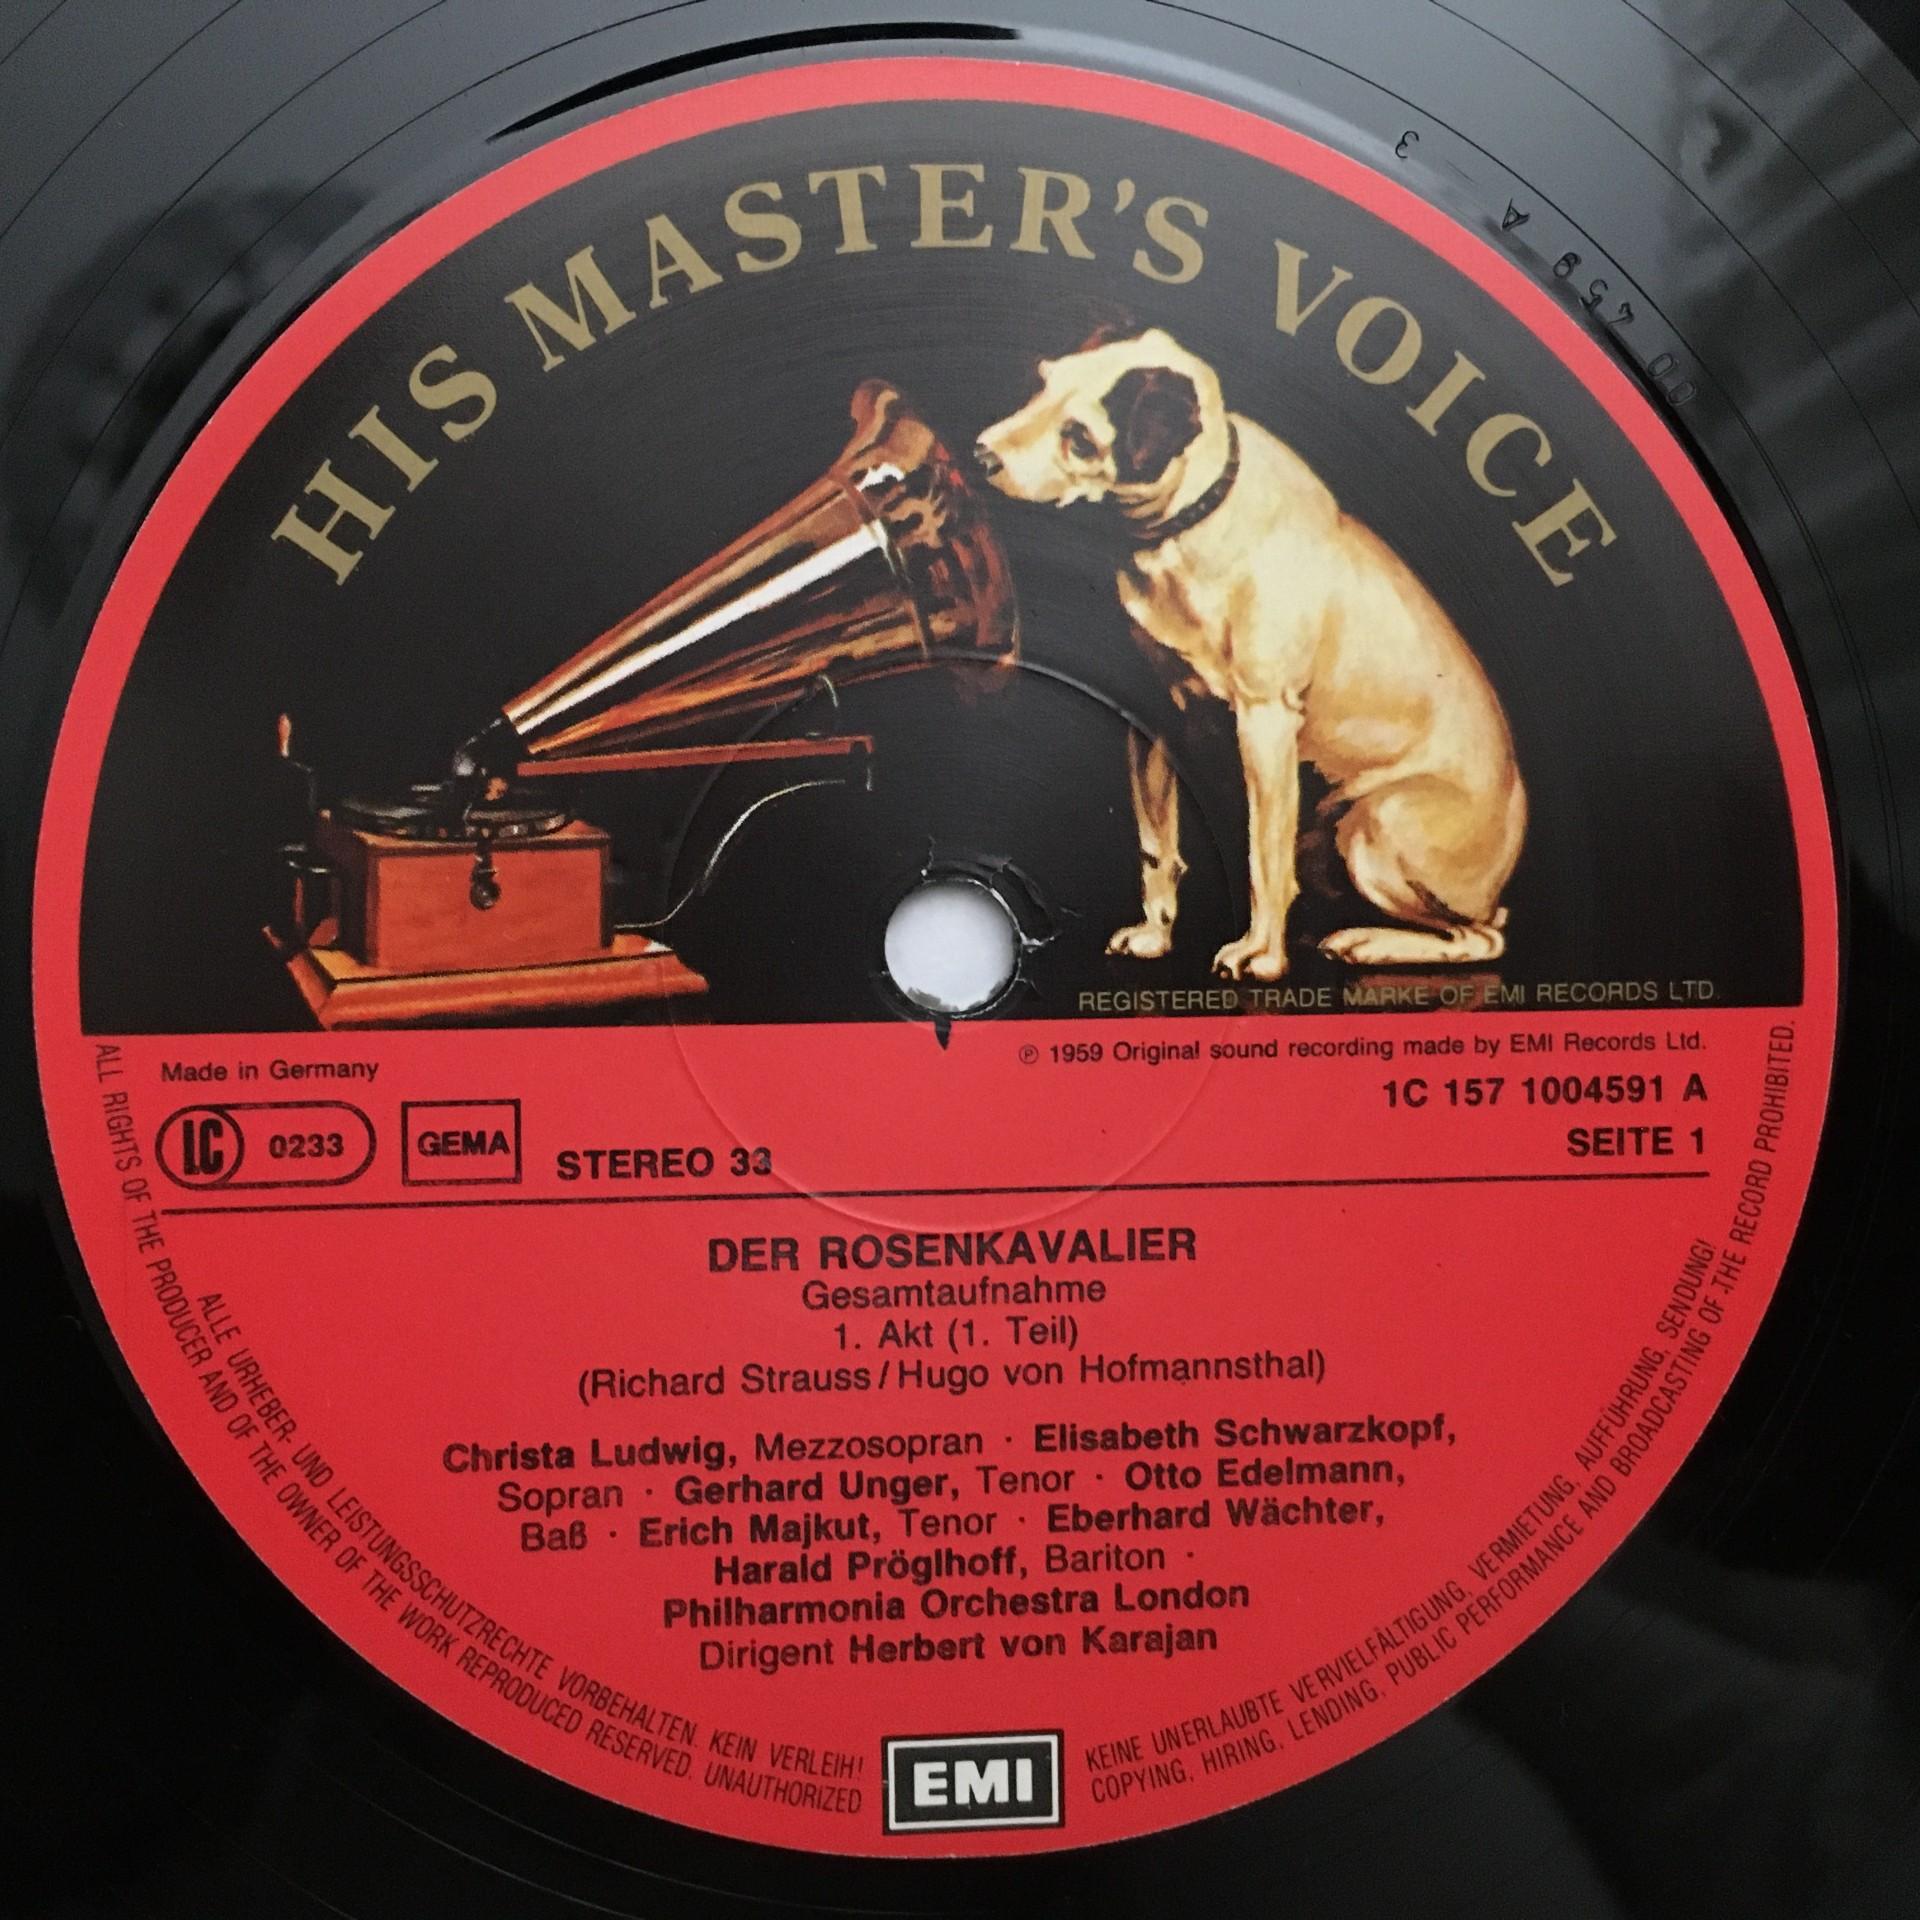 HIS MASTER'S VOICE
REGISTERED TRADE MARKE OF EMI RECORDS LTD.
Made in Germany
℗ 1959 Original sound recording made by EMI Records Ltd.
1C 157 1004591 A
LC 0233
GEMA
STEREO 33
SEITE 1
DER ROSENKAVALIER
Gesamtaufnahme
1. Akt (1. Teil)
(Richard Strauss/Hugo von Hofmannsthal)
Christa Ludwig, Mezzosopran · Elisabeth Schwarzkopf,
Sopran · Gerhard Unger, Tenor · Otto Edelmann,
Baß · Erich Majkut, Tenor · Eberhard Wächter,
Harald Pröglhoff, Bariton ·
Philharmonia Orchestra London
Dirigent Herbert von Karajan
EMI
ALLE URHEBER- UND LEISTUNGSSCHUTZRECHTE VORBEHALTEN. KEIN VERLEIH!
KEINE UNERLAUBTE VERVIELFÄLTIGUNG, VERMIETUNG, AUFFÜHRUNG, SENDUNG!
ALL RIGHTS OF THE PRODUCER AND OF THE OWNER OF THE WORK REPRODUCED RESERVED. UNAUTHORIZED
COPYING, HIRING, LENDING, PUBLIC PERFORMANCE AND BROADCASTING OF THE RECORD PROHIBITED.